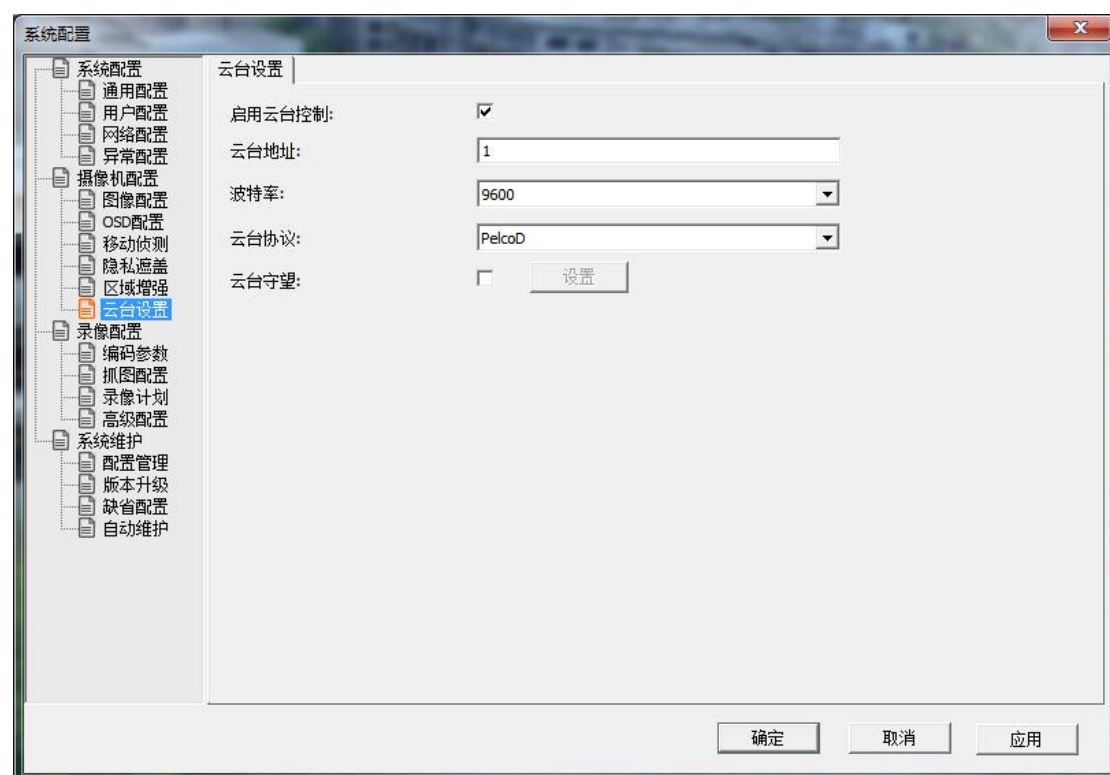 系统配置
系统配置
通用配置
用户配置
网络配置
异常配置
摄像机配置
图像配置
OSD配置
移动侦测
隐私遮盖
区域增强
云台设置
录像配置
编码参数
抓图配置
录像计划
高级配置
系统维护
配置管理
版本升级
缺省配置
自动维护
云台设置
启用云台控制:
云台地址: 1
波特率: 9600
云台协议: PelcoD
云台守望: 设置
确定 取消 应用